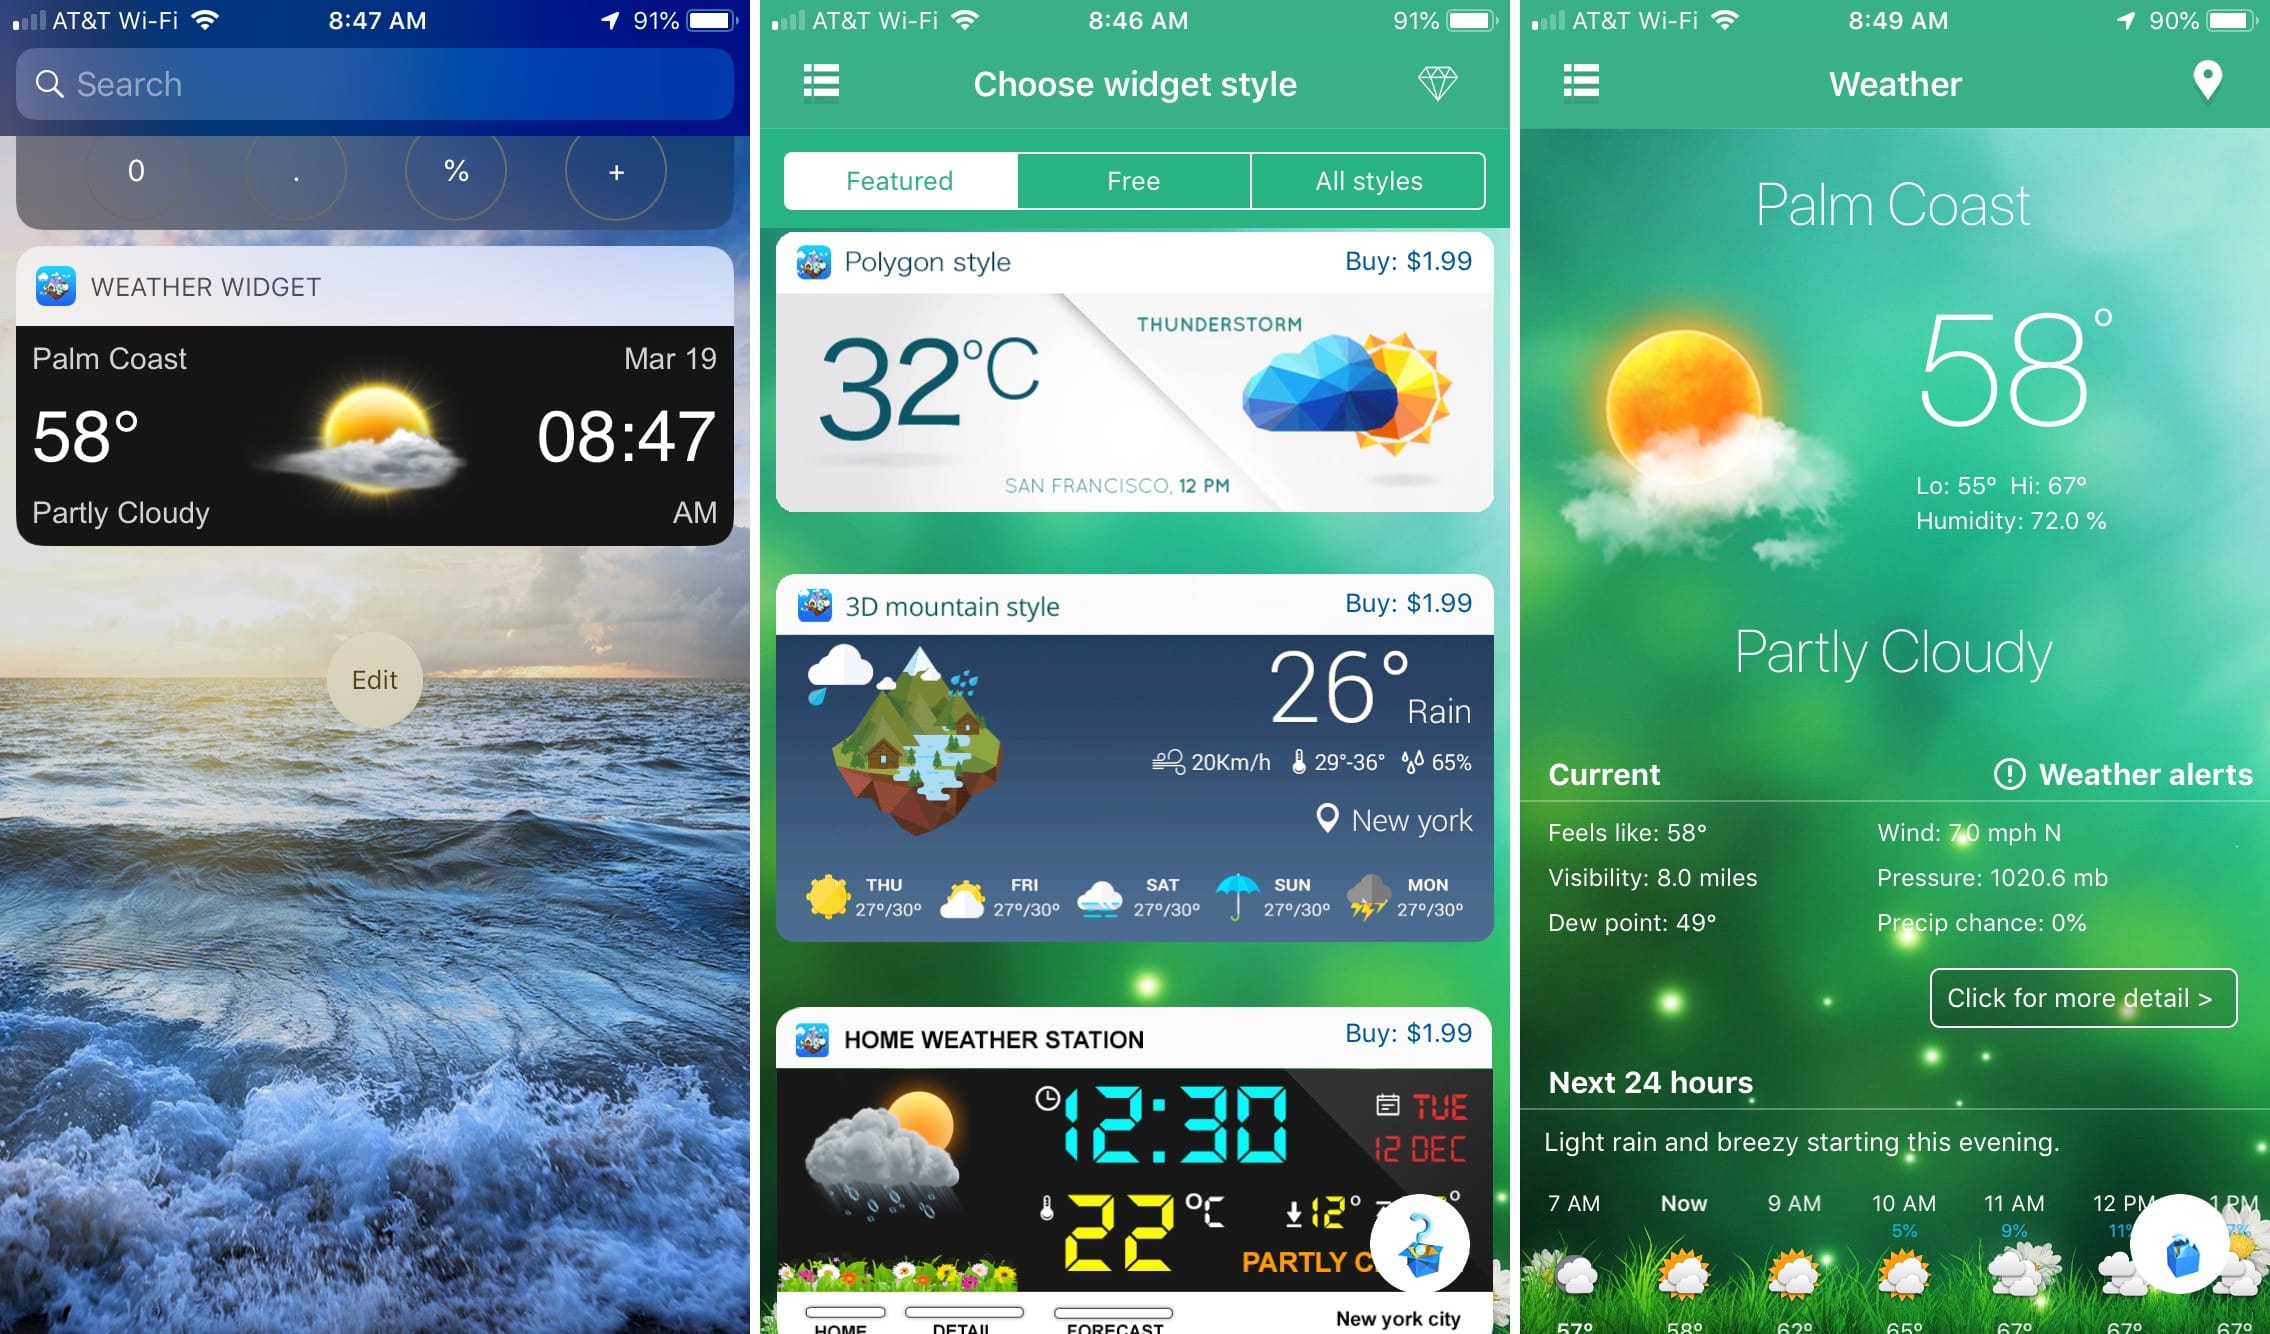 AT&T Wi-Fi 8:47 AM 91%
Search
0 . % +
WEATHER WIDGET
Palm Coast Mar 19
58° 08:47
Partly Cloudy AM
Edit
AT&T Wi-Fi 8:46 AM 91%
Choose widget style
Featured Free All styles
Polygon style Buy: $1.99
THUNDERSTORM
32°C
SAN FRANCISCO, 12 PM
3D mountain style Buy: $1.99
26° Rain
20Km/h 29°-36° 65%
New york
THU FRI SAT SUN MON
27°/30° 27°/30° 27°/30° 27°/30° 27°/30°
HOME WEATHER STATION Buy: $1.99
12:30 TUE
12 DEC
22 °C 12°
PARTLY
New york city
HOME DETAIL FORECAST
AT&T Wi-Fi 8:49 AM 90%
Weather
Palm Coast
58°
Lo: 55° Hi: 67°
Humidity: 72.0 %
Partly Cloudy
Current Weather alerts
Feels like: 58° Wind: 7.0 mph N
Visibility: 8.0 miles Pressure: 1020.6 mb
Dew point: 49° Precip chance: 0%
Click for more detail >
Next 24 hours
Light rain and breezy starting this evening.
7 AM Now 9 AM 10 AM 11 AM 12 PM 1 PM
5% 9% 11%
57° 58° 62° 65° 67° 67° 67°